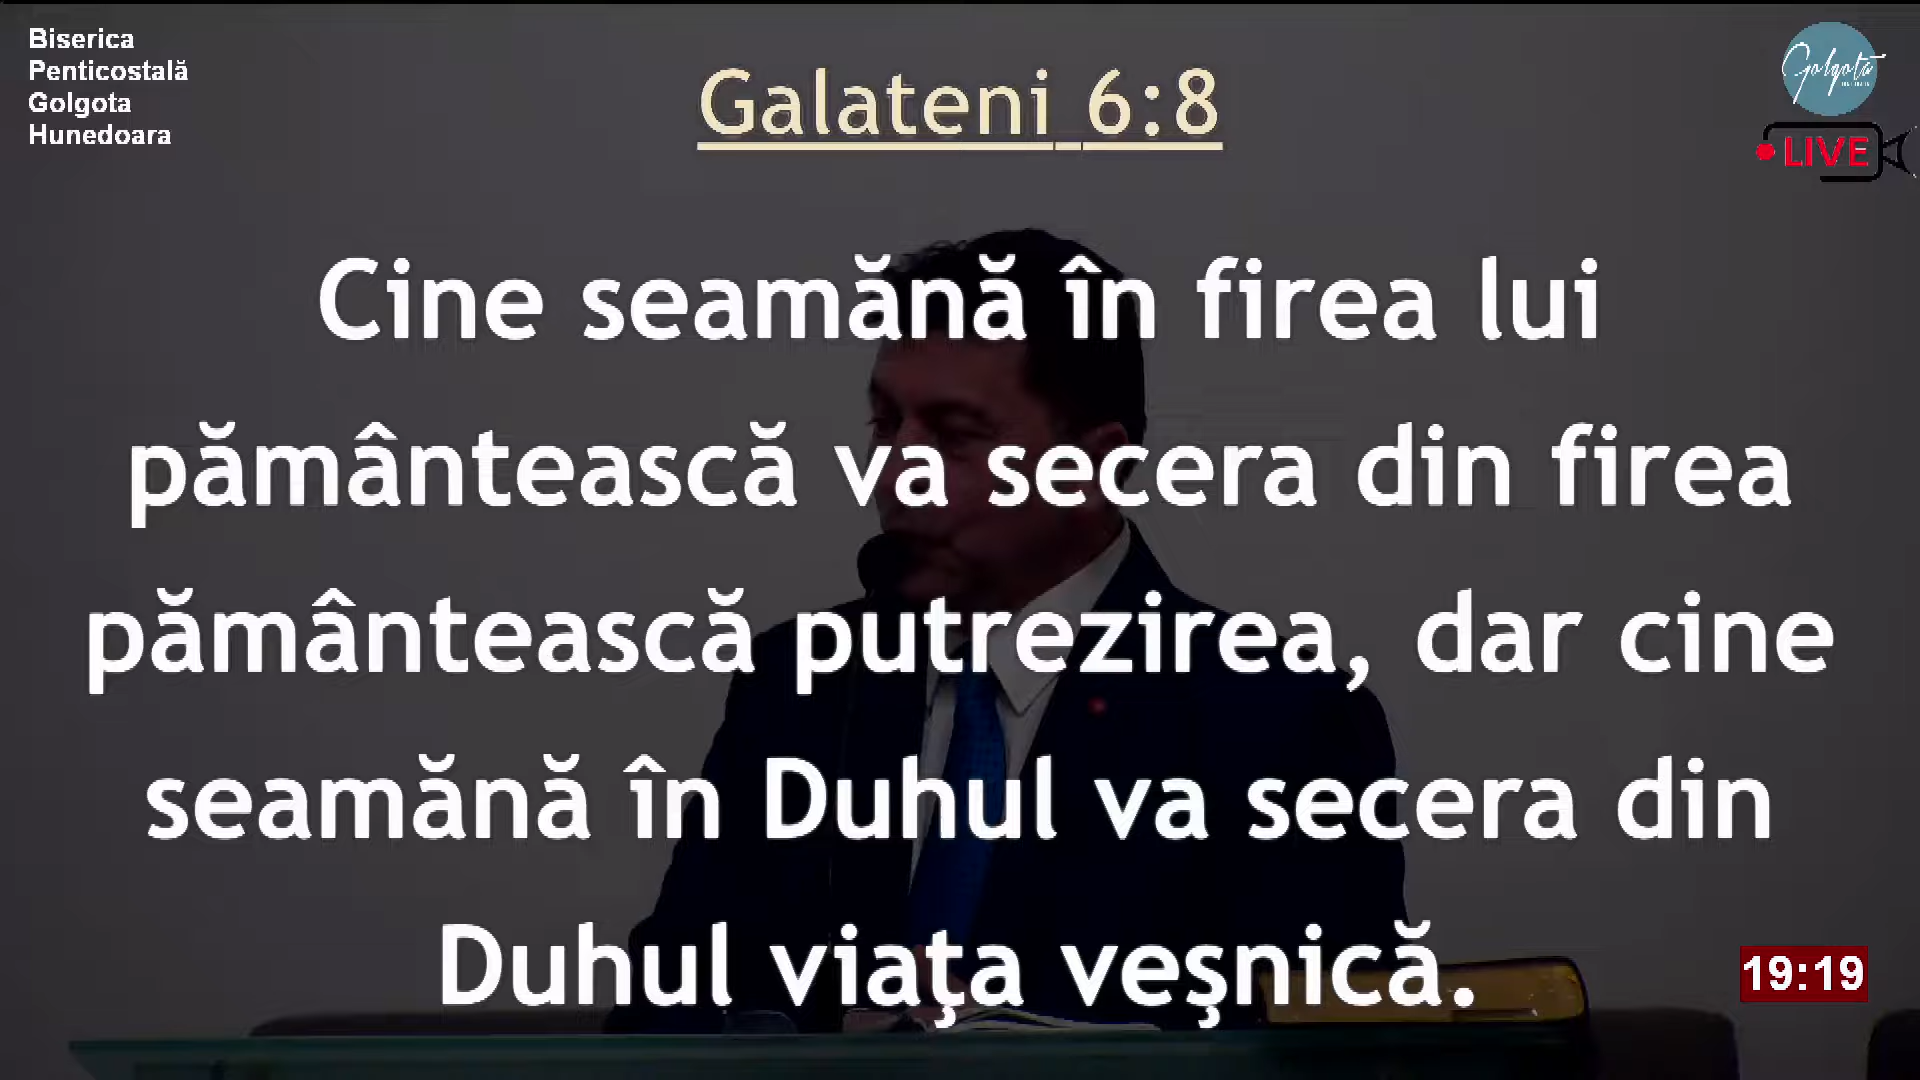 Biserica
Penticostală
Golgota
Hunedoara
Golgota
LIVE
Galateni 6:8
Cine seamănă în firea lui
pământească va secera din firea
pământească putrezirea, dar cine
seamănă în Duhul va secera din
Duhul viaţa veşnică.
19:19